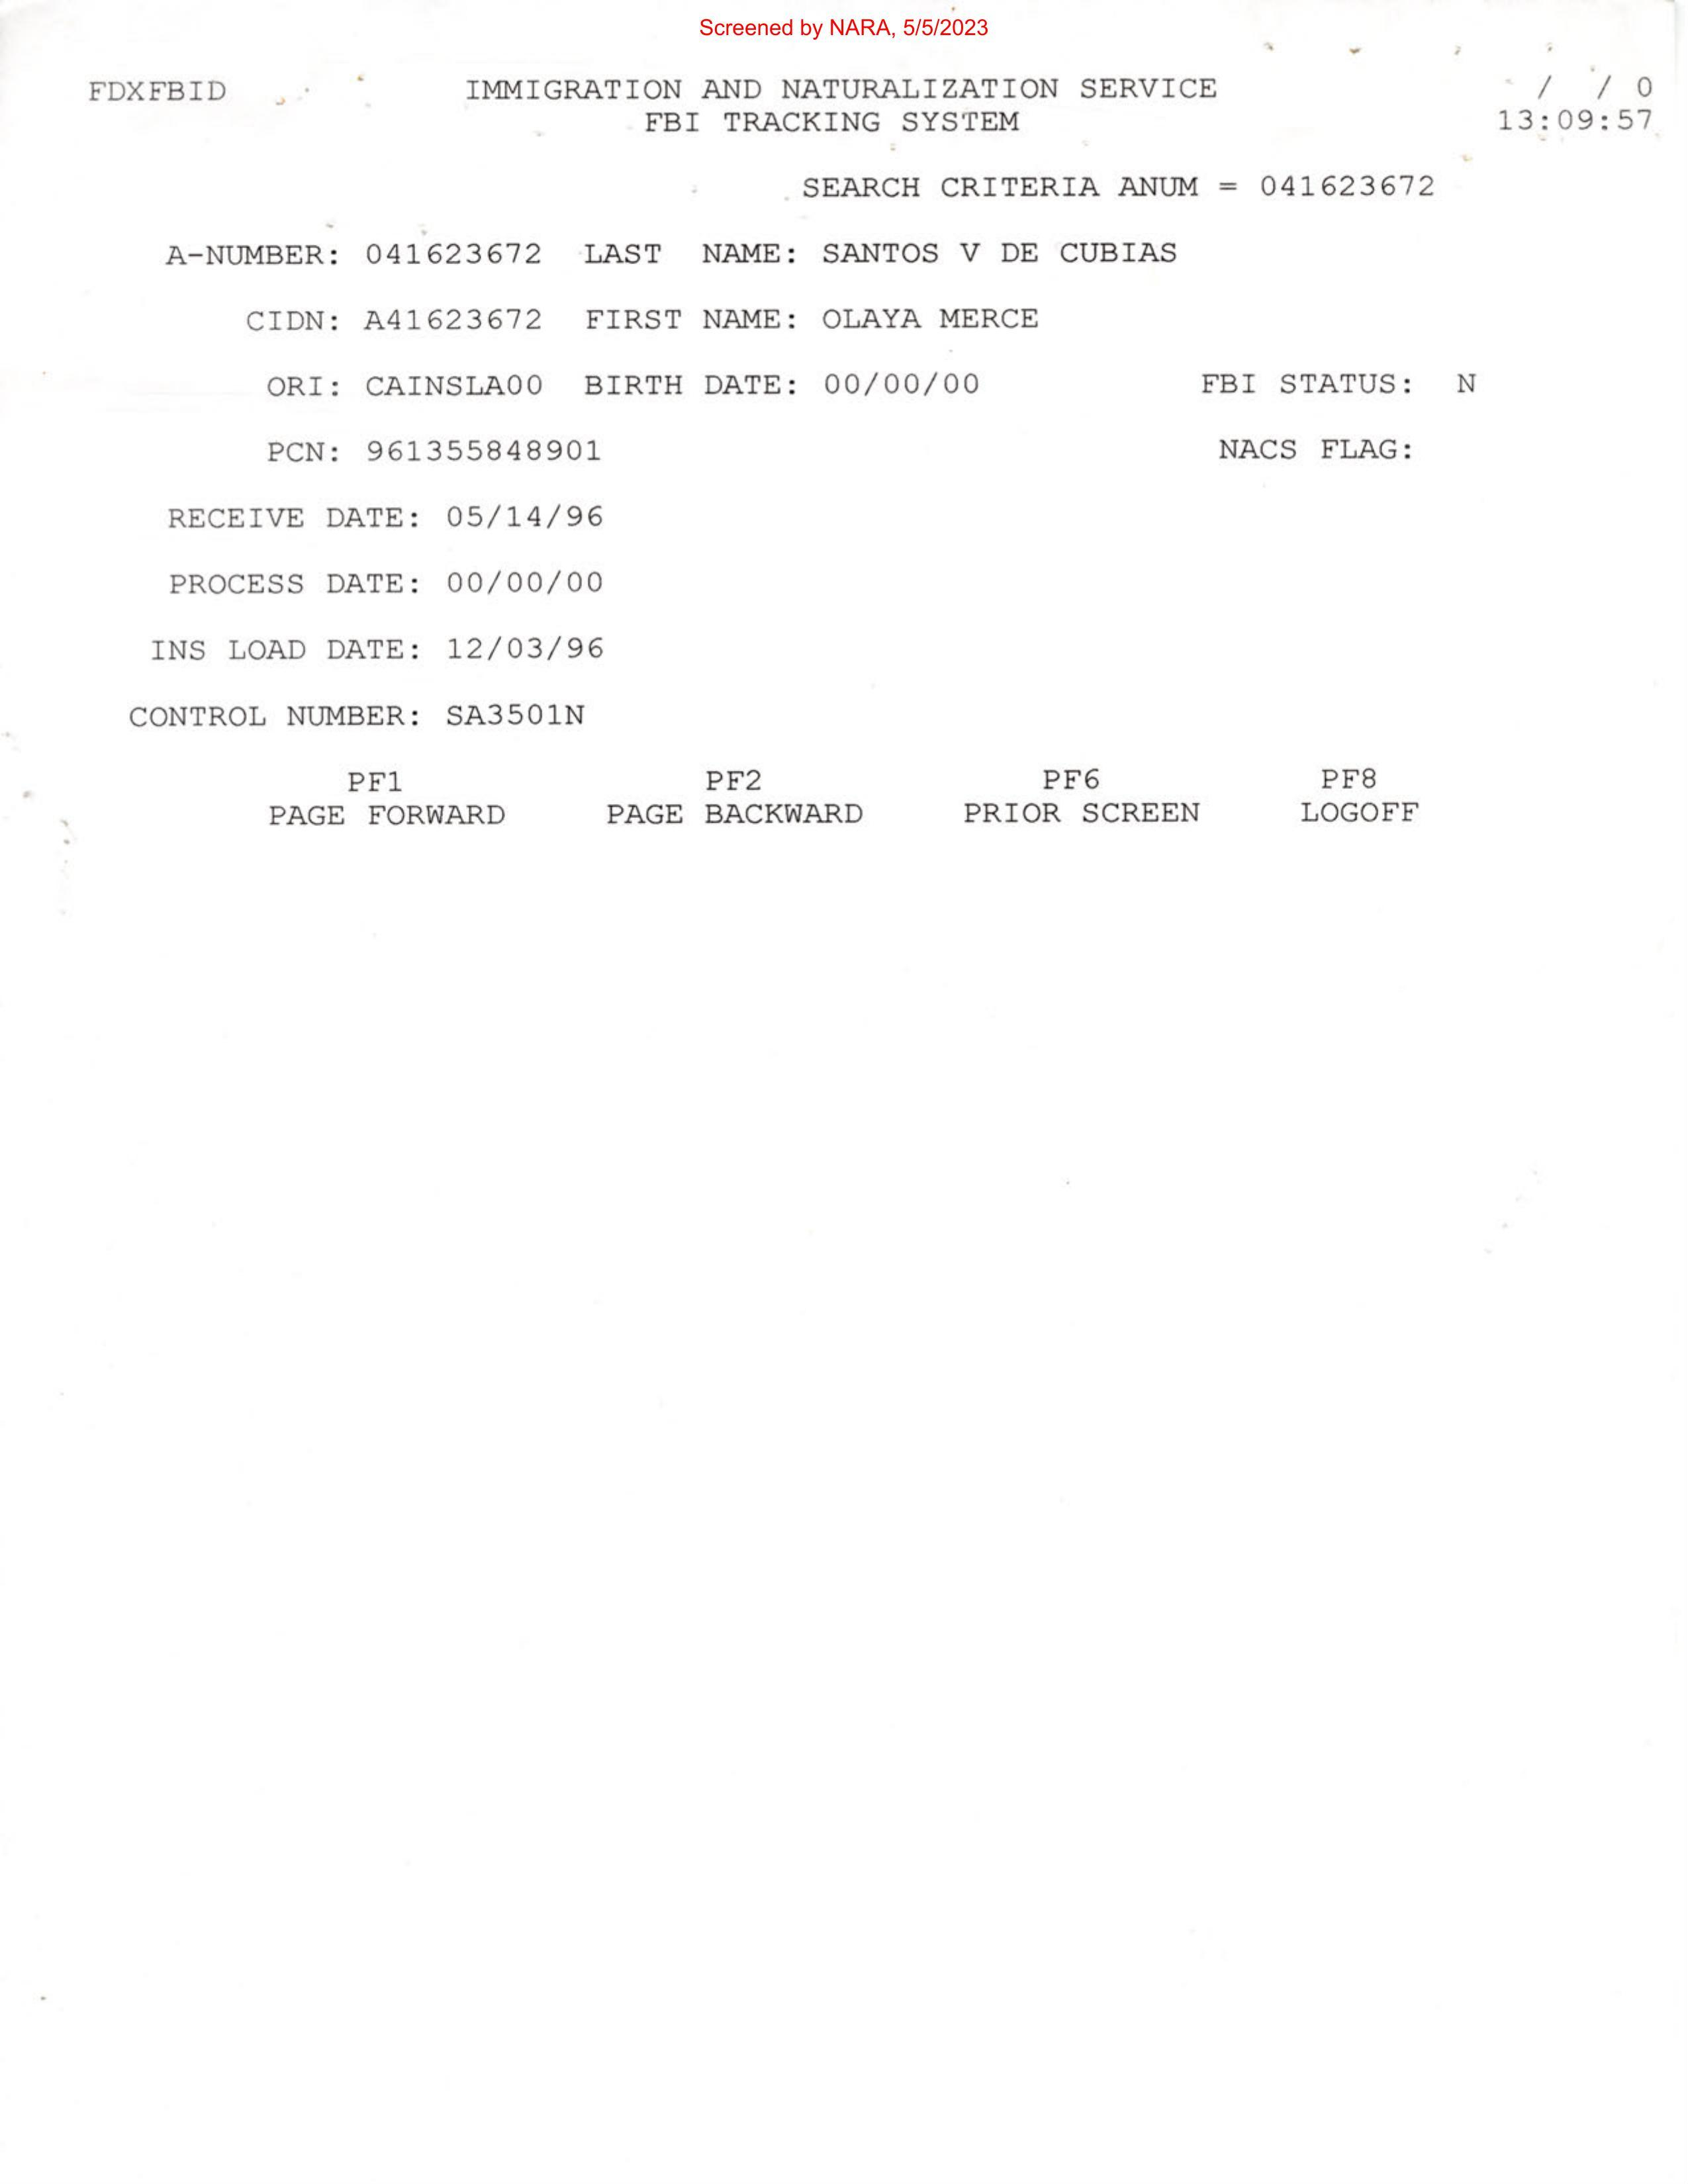 Screened by NARA, 5/5/2023
FDXFBID IMMIGRATION AND NATURALIZATION SERVICE / / 0
FBI TRACKING SYSTEM 13:09:57
SEARCH CRITERIA ANUM = 041623672
A-NUMBER: 041623672 LAST NAME: SANTOS V DE CUBIAS
CIDN: A41623672 FIRST NAME: OLAYA MERCE
ORI: CAINSLA00 BIRTH DATE: 00/00/00 FBI STATUS: N
PCN: 961355848901 NACS FLAG:
RECEIVE DATE: 05/14/96
PROCESS DATE: 00/00/00
INS LOAD DATE: 12/03/96
CONTROL NUMBER: SA3501N
PF1 PF2 PF6 PF8
PAGE FORWARD PAGE BACKWARD PRIOR SCREEN LOGOFF